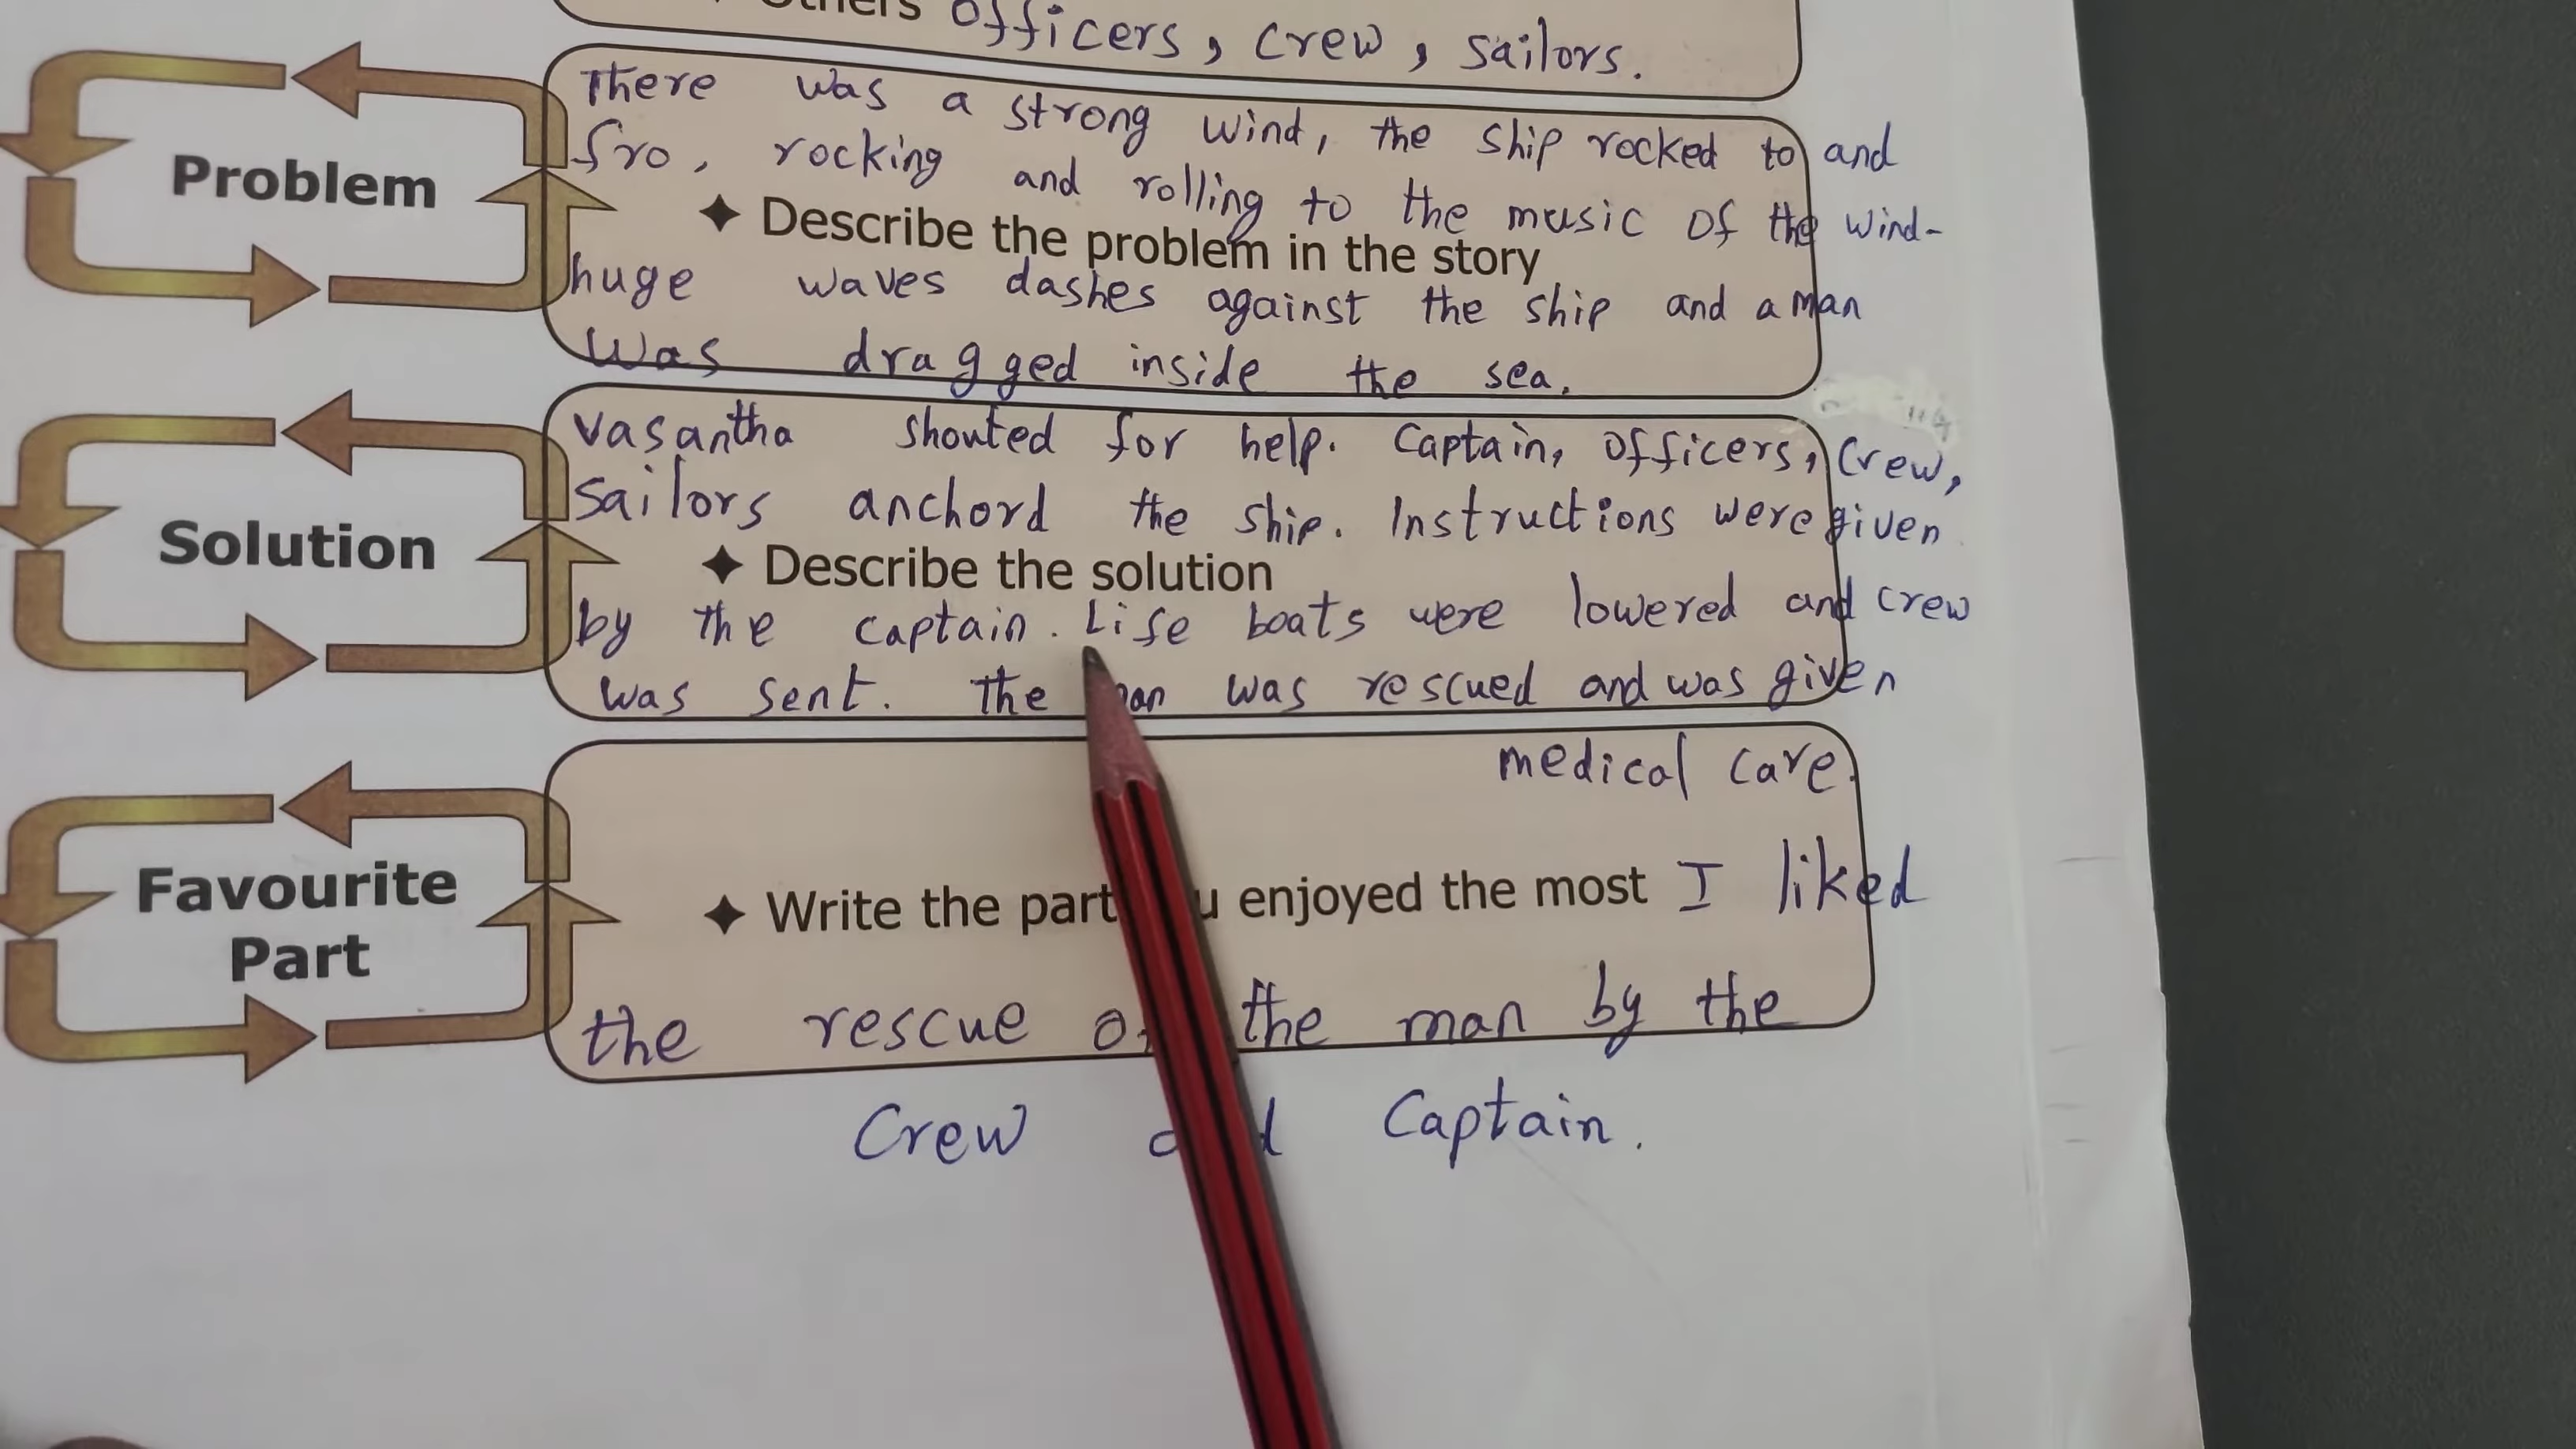 Others Officers, crew, sailors.
There was a strong wind, the ship rocked to and
fro, rocking and rolling to the music of the wind-
Problem
✦ Describe the problem in the story
huge waves dashes against the ship and a man
was dragged inside the sea.
Vasantha shouted for help. Captain, officers, crew,
Sailors anchord the ship. Instructions were given
Solution
✦ Describe the solution
by the captain. Life boats were lowered and crew
was sent. The man was rescued and was given
medical care.
Favourite
Part
✦ Write the part you enjoyed the most I liked
the rescue of the man by the
Crew and Captain.